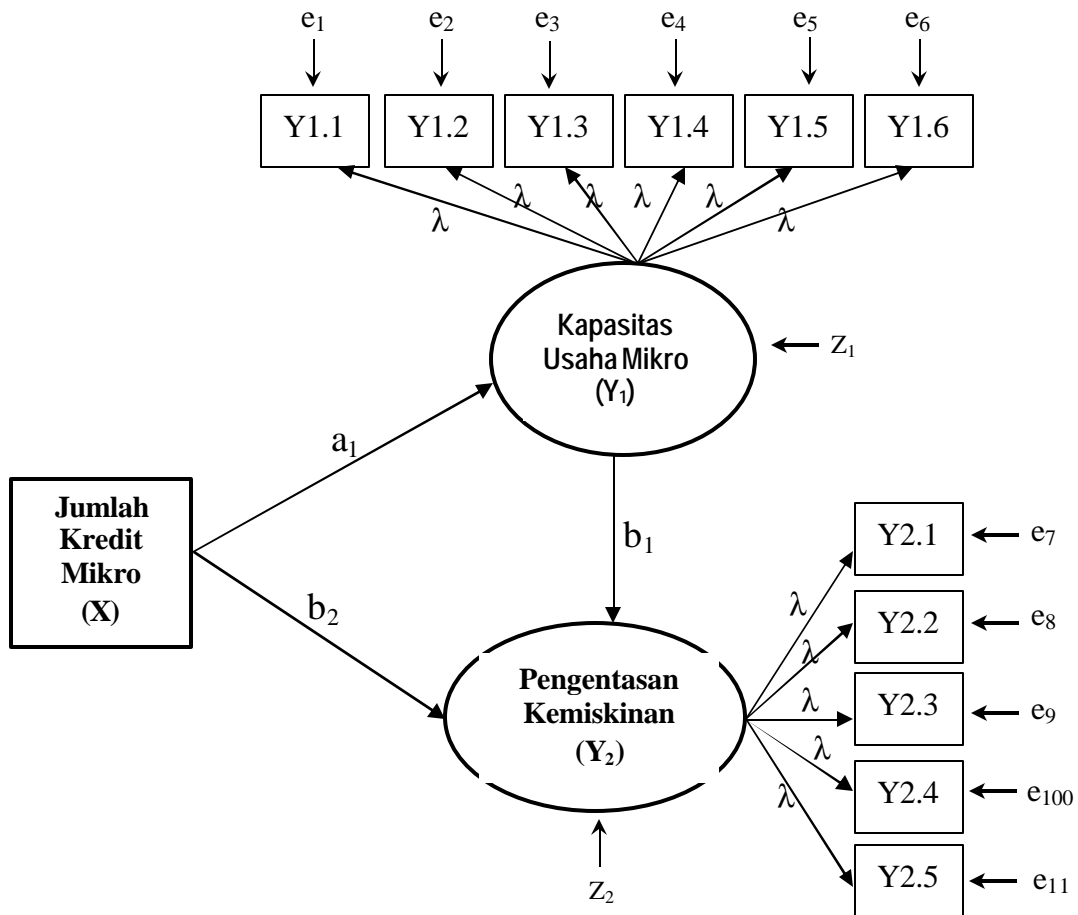 e₁ e₂ e₃ e₄ e₅ e₆
Y1.1 Y1.2 Y1.3 Y1.4 Y1.5 Y1.6
λ λ λ λ λ λ
Kapasitas
Usaha Mikro
(Y₁)
Z₁
a₁
Jumlah
Kredit
Mikro
(X)
b₁
b₂
Pengentasan
Kemiskinan
(Y₂)
Z₂
λ
λ
λ
λ
λ
Y2.1 e₇
Y2.2 e₈
Y2.3 e₉
Y2.4 e₁₀₀
Y2.5 e₁₁